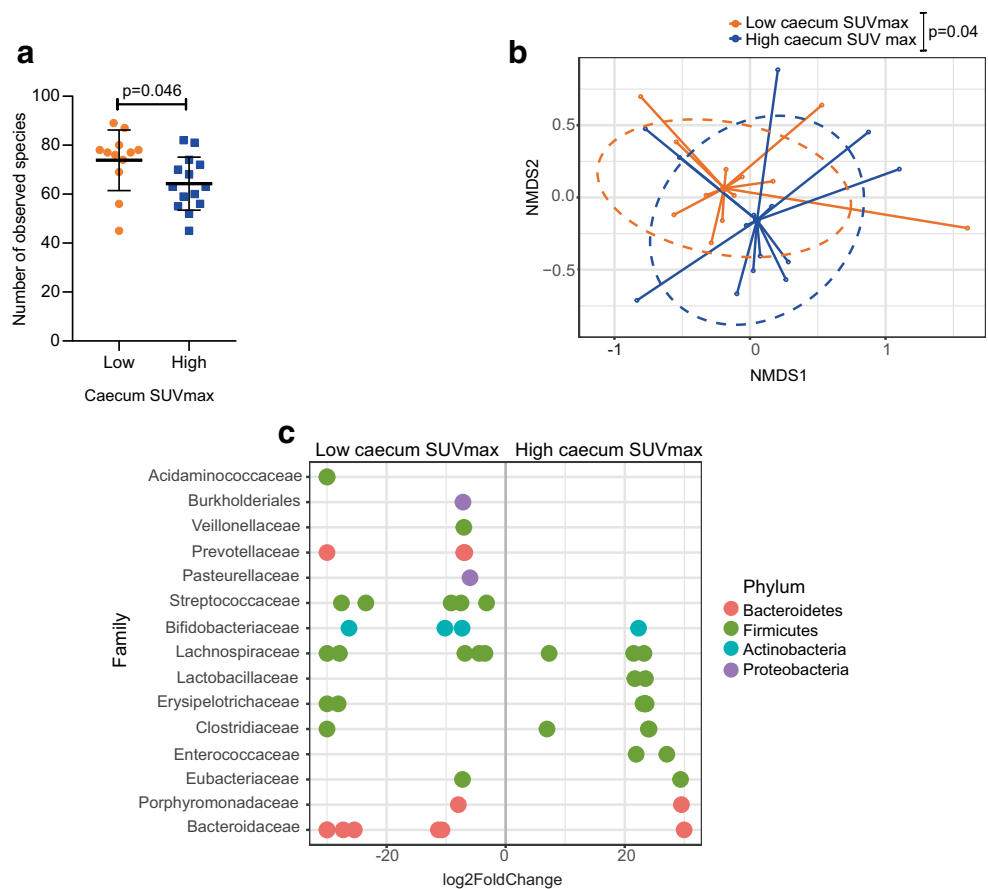 a
p=0.046
Number of observed species
100
80
60
40
20
0
Low
High
Caecum SUVmax
b
Low caecum SUVmax
High caecum SUV max
p=0.04
NMDS2
0.5
0.0
−0.5
-1
0
1
NMDS1
c
Low caecum SUVmax
High caecum SUVmax
Family
Acidaminococcaceae
Burkholderiales
Veillonellaceae
Prevotellaceae
Pasteurellaceae
Streptococcaceae
Bifidobacteriaceae
Lachnospiraceae
Lactobacillaceae
Erysipelotrichaceae
Clostridiaceae
Enterococcaceae
Eubacteriaceae
Porphyromonadaceae
Bacteroidaceae
-20
0
20
log2FoldChange
Phylum
Bacteroidetes
Firmicutes
Actinobacteria
Proteobacteria